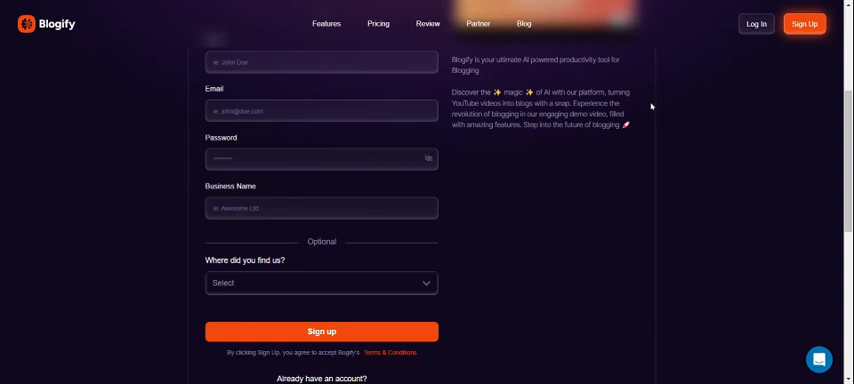 Blogify
Features
Pricing
Review
Partner
Blog
Log In
Sign Up
ie: John Doe
Email
ie: john@doe.com
Password
********
Business Name
ie: Awesome Ltd.
Optional
Where did you find us?
Select
Sign up
By clicking Sign Up, you agree to accept Bogify's Terms & Conditions
Already have an account?
Blogify is your ultimate AI powered productivity tool for
Blogging
Discover the ✨ magic ✨ of AI with our platform, turning
YouTube videos into blogs with a snap. Experience the
revolution of blogging in our engaging demo video, filled
with amazing features. Step into the future of blogging 🚀